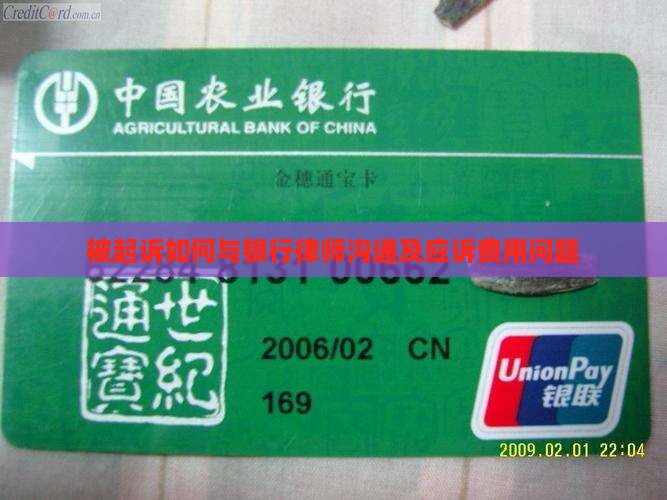 CreditCard.com.cn
中国农业银行
AGRICULTURAL BANK OF CHINA
金穗通宝卡
被起诉如何与银行律师沟通及应诉费用问题
世紀
通寶
2006/02 CN
169
UnionPay
银联
2009.02.01 22:04